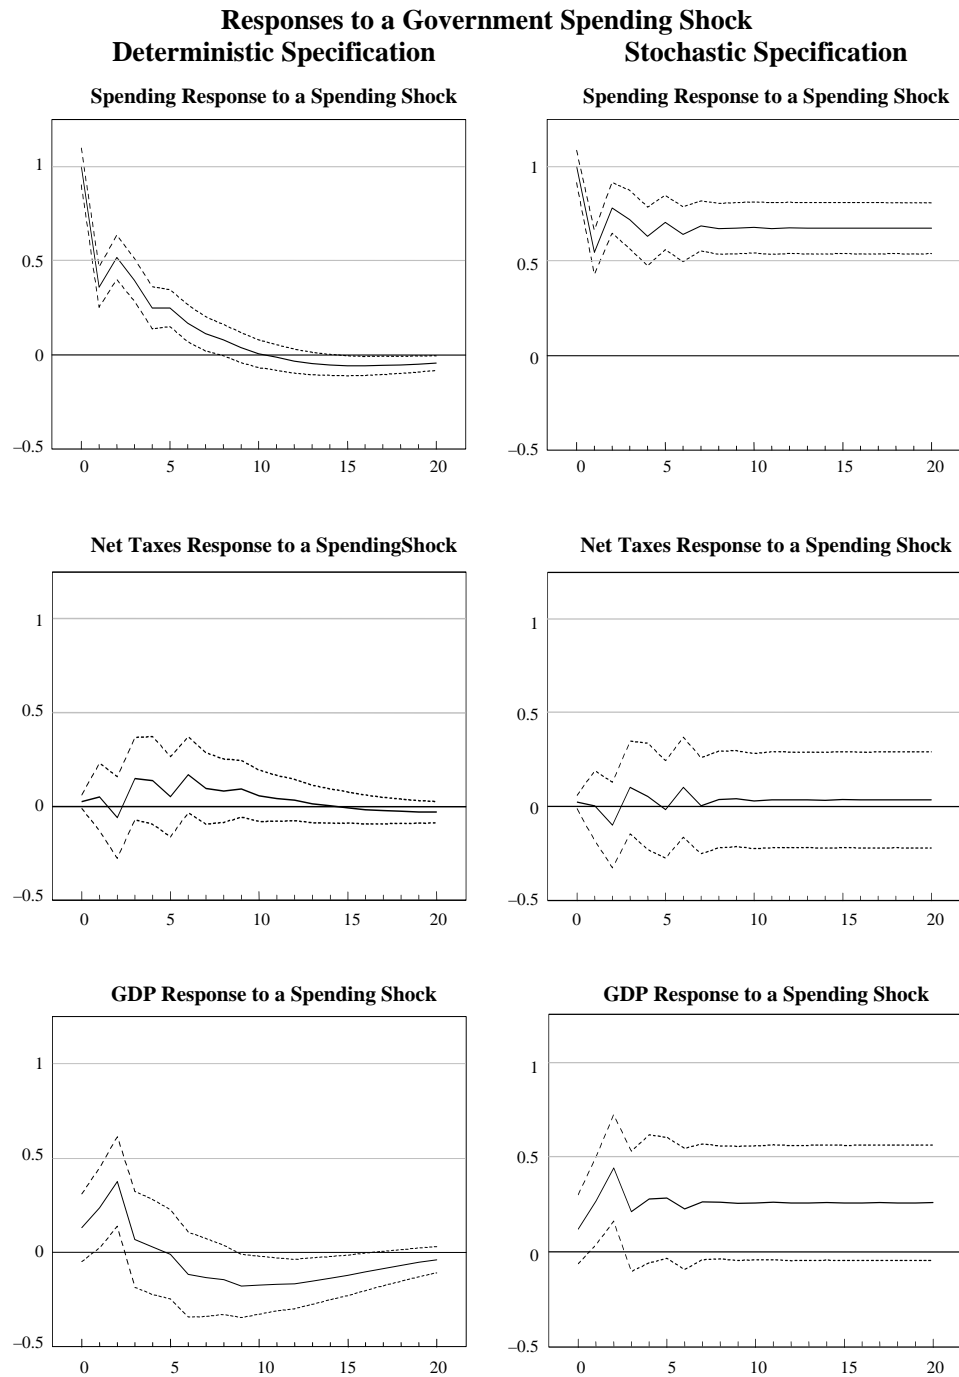 Responses to a Government Spending Shock
Deterministic Specification Stochastic Specification
Spending Response to a Spending Shock Spending Response to a Spending Shock
1 1
0.5 0.5
0 0
–0.5 –0.5
0 5 10 15 20 0 5 10 15 20
Net Taxes Response to a SpendingShock Net Taxes Response to a Spending Shock
1 1
0.5 0.5
0 0
–0.5 –0.5
0 5 10 15 20 0 5 10 15 20
GDP Response to a Spending Shock GDP Response to a Spending Shock
1 1
0.5 0.5
0 0
–0.5 –0.5
0 5 10 15 20 0 5 10 15 20